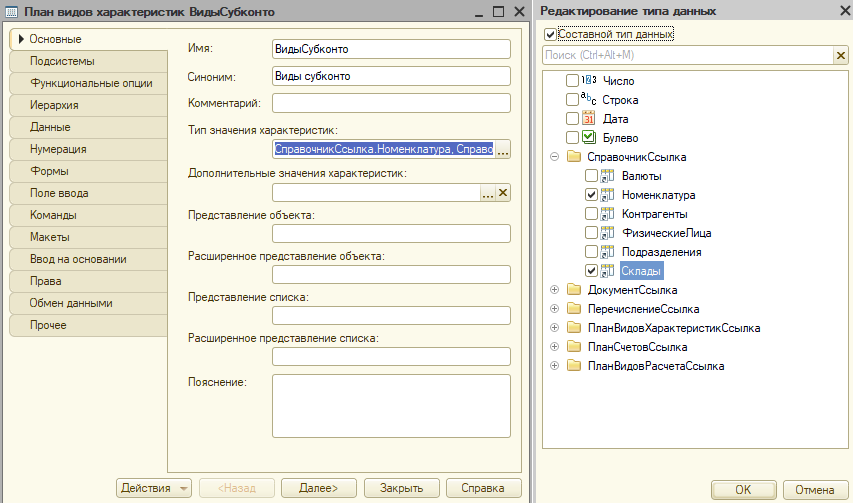 План видов характеристик ВидыСубконто
Основные
Подсистемы
Функциональные опции
Иерархия
Данные
Нумерация
Формы
Поле ввода
Команды
Макеты
Ввод на основании
Права
Обмен данными
Прочее
Имя:
ВидыСубконто
Синоним:
Виды субконто
Комментарий:
Тип значения характеристик:
СправочникСсылка.Номенклатура, Справо
...
Дополнительные значения характеристик:
...
Представление объекта:
Расширенное представление объекта:
Представление списка:
Расширенное представление списка:
Пояснение:
Действия
<Назад
Далее>
Закрыть
Справка
Редактирование типа данных
Составной тип данных
Поиск (Ctrl+Alt+M)
Число
Строка
Дата
Булево
СправочникСсылка
Валюты
Номенклатура
Контрагенты
ФизическиеЛица
Подразделения
Склады
ДокументСсылка
ПеречислениеСсылка
ПланВидовХарактеристикСсылка
ПланСчетовСсылка
ПланВидовРасчетаСсылка
OK
Отмена